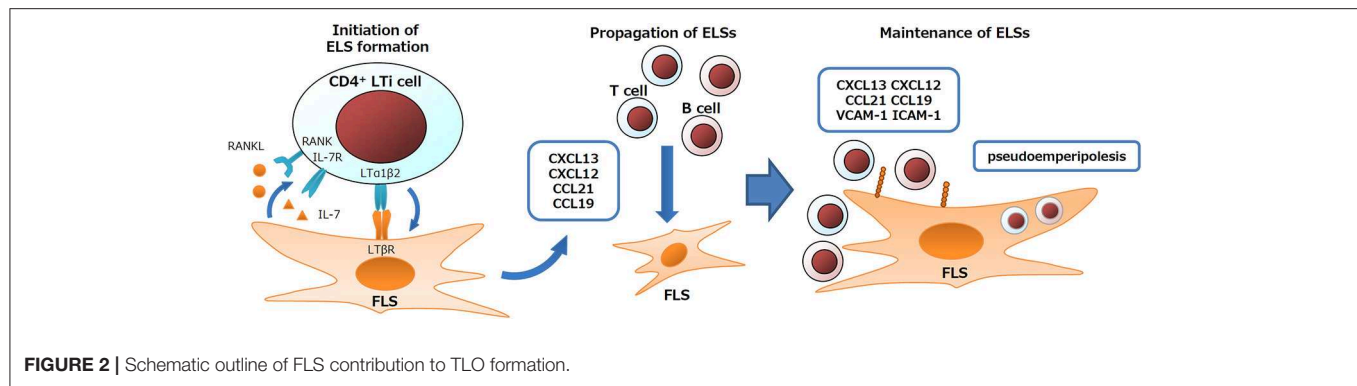 Initiation of
ELS formation
CD4⁺ LTi cell
RANKL
RANK
IL-7R
LTα1β2
IL-7
LTβR
FLS
Propagation of ELSs
T cell
B cell
CXCL13
CXCL12
CCL21
CCL19
FLS
Maintenance of ELSs
CXCL13 CXCL12
CCL21 CCL19
VCAM-1 ICAM-1
pseudoemperipolesis
FLS
FIGURE 2 | Schematic outline of FLS contribution to TLO formation.